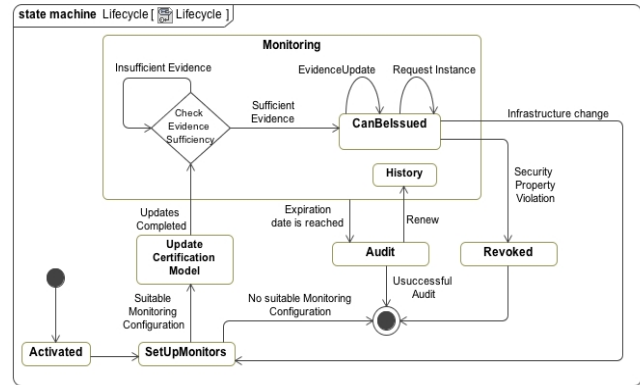 state machine Lifecycle [ Lifecycle ]
Monitoring
Insufficient Evidence
EvidenceUpdate
Request Instance
Check
Evidence
Sufficiency
Sufficient
Evidence
CanBeIssued
Infrastructure change
History
Security
Property
Violation
Updates
Completed
Expiration
date is reached
Renew
Update
Certification
Model
Audit
Revoked
Suitable
Monitoring
Configuration
No suitable Monitoring
Configuration
Usuccessful
Audit
Activated
SetUpMonitors